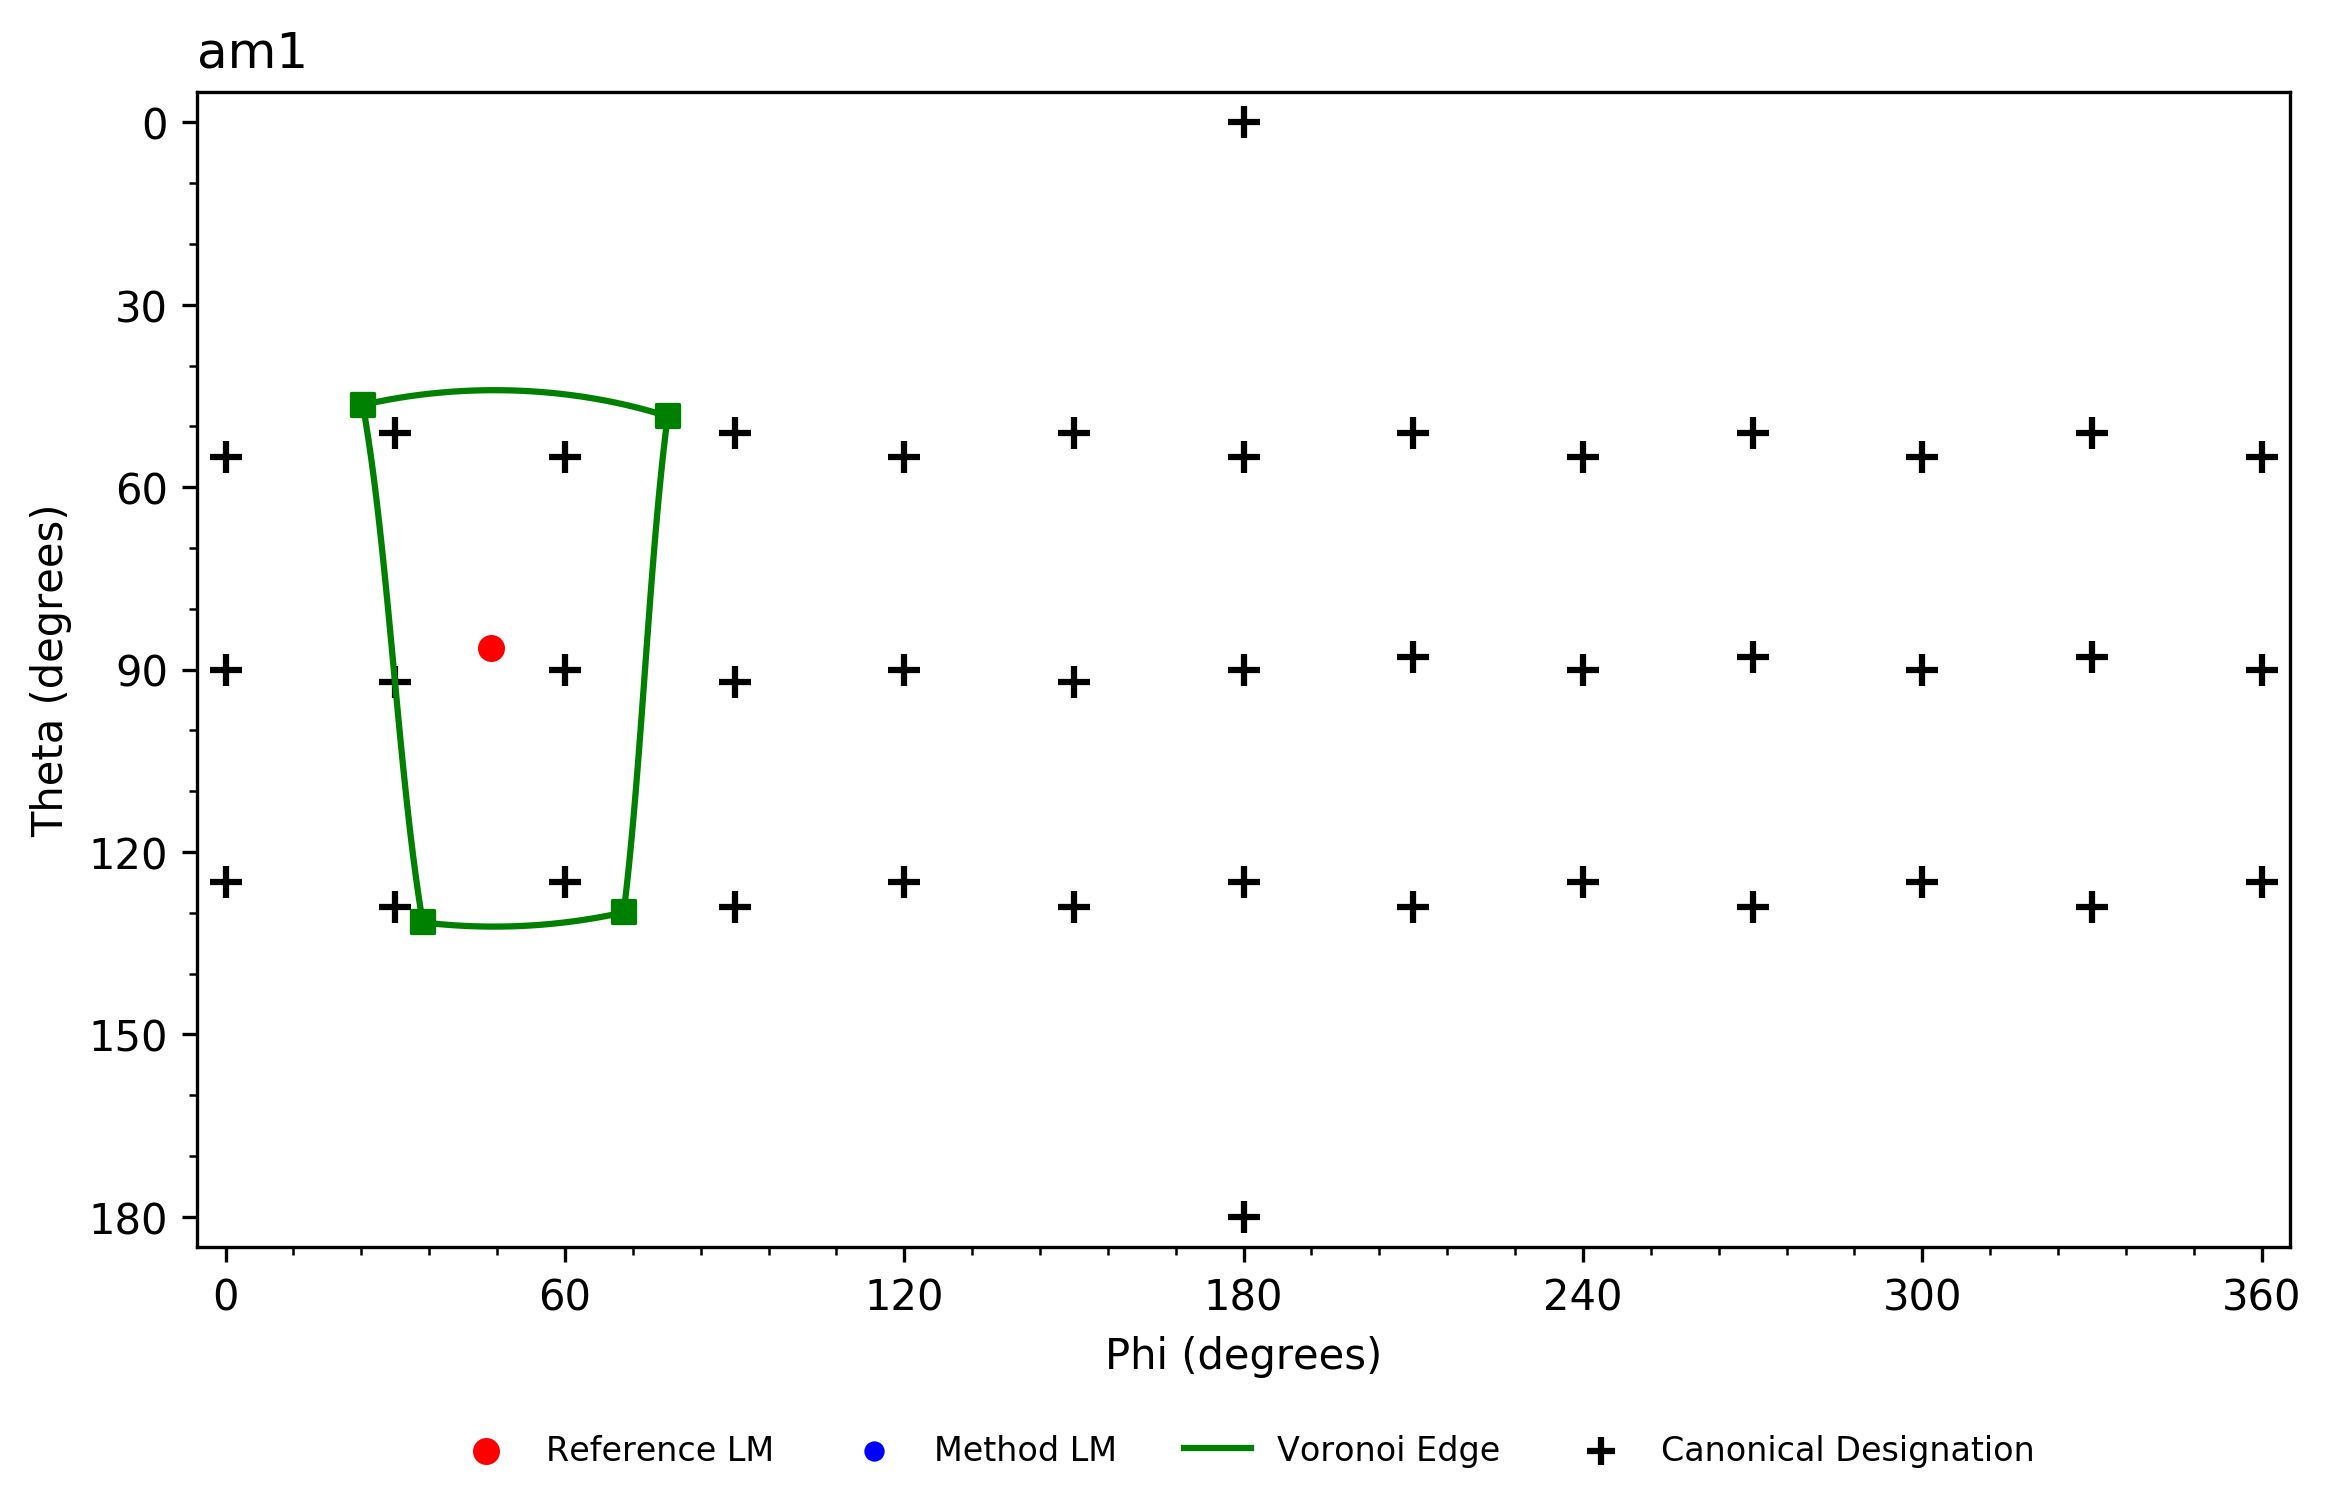 am1
0
30
60
90
120
150
180
Theta (degrees)
0 60 120 180 240 300 360
Phi (degrees)
Reference LM Method LM Voronoi Edge Canonical Designation